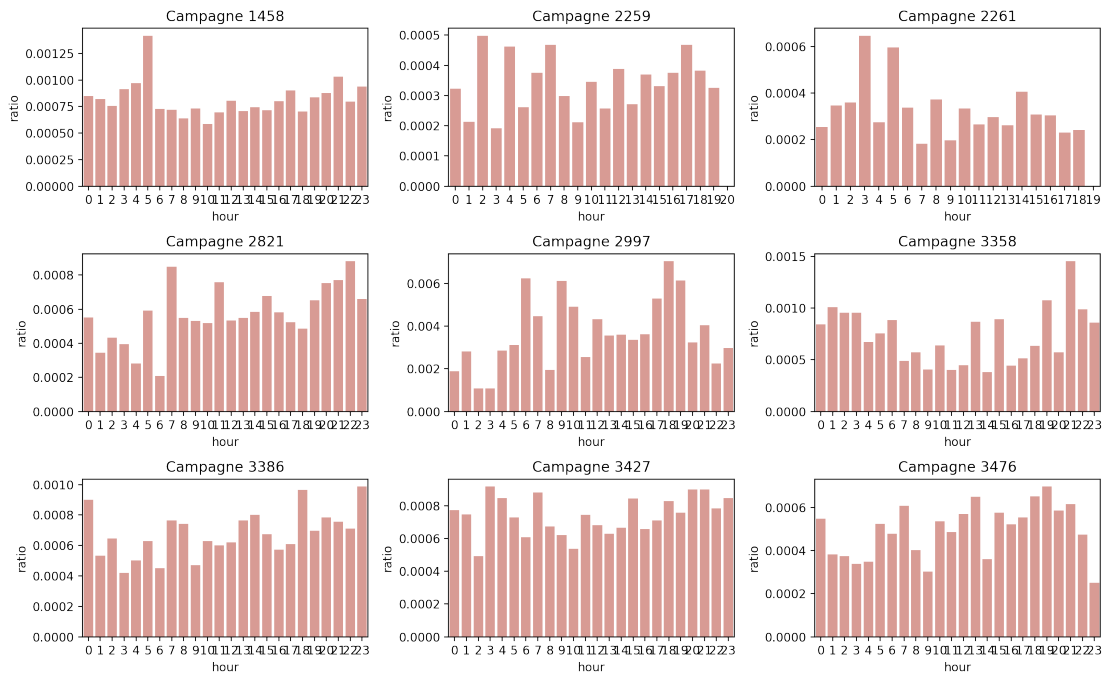 Campagne 1458
0.00125
0.00100
0.00075
0.00050
0.00025
0.00000
ratio
0 1 2 3 4 5 6 7 8 9 10 11 12 13 14 15 16 17 18 19 20 21 22 23
hour
Campagne 2259
0.0005
0.0004
0.0003
0.0002
0.0001
0.0000
ratio
0 1 2 3 4 5 6 7 8 9 10 11 12 13 14 15 16 17 18 19 20
hour
Campagne 2261
0.0006
0.0004
0.0002
0.0000
ratio
0 1 2 3 4 5 6 7 8 9 10 11 12 13 14 15 16 17 18 19
hour
Campagne 2821
0.0008
0.0006
0.0004
0.0002
0.0000
ratio
0 1 2 3 4 5 6 7 8 9 10 11 12 13 14 15 16 17 18 19 20 21 22 23
hour
Campagne 2997
0.006
0.004
0.002
0.000
ratio
0 1 2 3 4 5 6 7 8 9 10 11 12 13 14 15 16 17 18 19 20 21 22 23
hour
Campagne 3358
0.0015
0.0010
0.0005
0.0000
ratio
0 1 2 3 4 5 6 7 8 9 10 11 12 13 14 15 16 17 18 19 20 21 22 23
hour
Campagne 3386
0.0010
0.0008
0.0006
0.0004
0.0002
0.0000
ratio
0 1 2 3 4 5 6 7 8 9 10 11 12 13 14 15 16 17 18 19 20 21 22 23
hour
Campagne 3427
0.0008
0.0006
0.0004
0.0002
0.0000
ratio
0 1 2 3 4 5 6 7 8 9 10 11 12 13 14 15 16 17 18 19 20 21 22 23
hour
Campagne 3476
0.0006
0.0004
0.0002
0.0000
ratio
0 1 2 3 4 5 6 7 8 9 10 11 12 13 14 15 16 17 18 19 20 21 22 23
hour